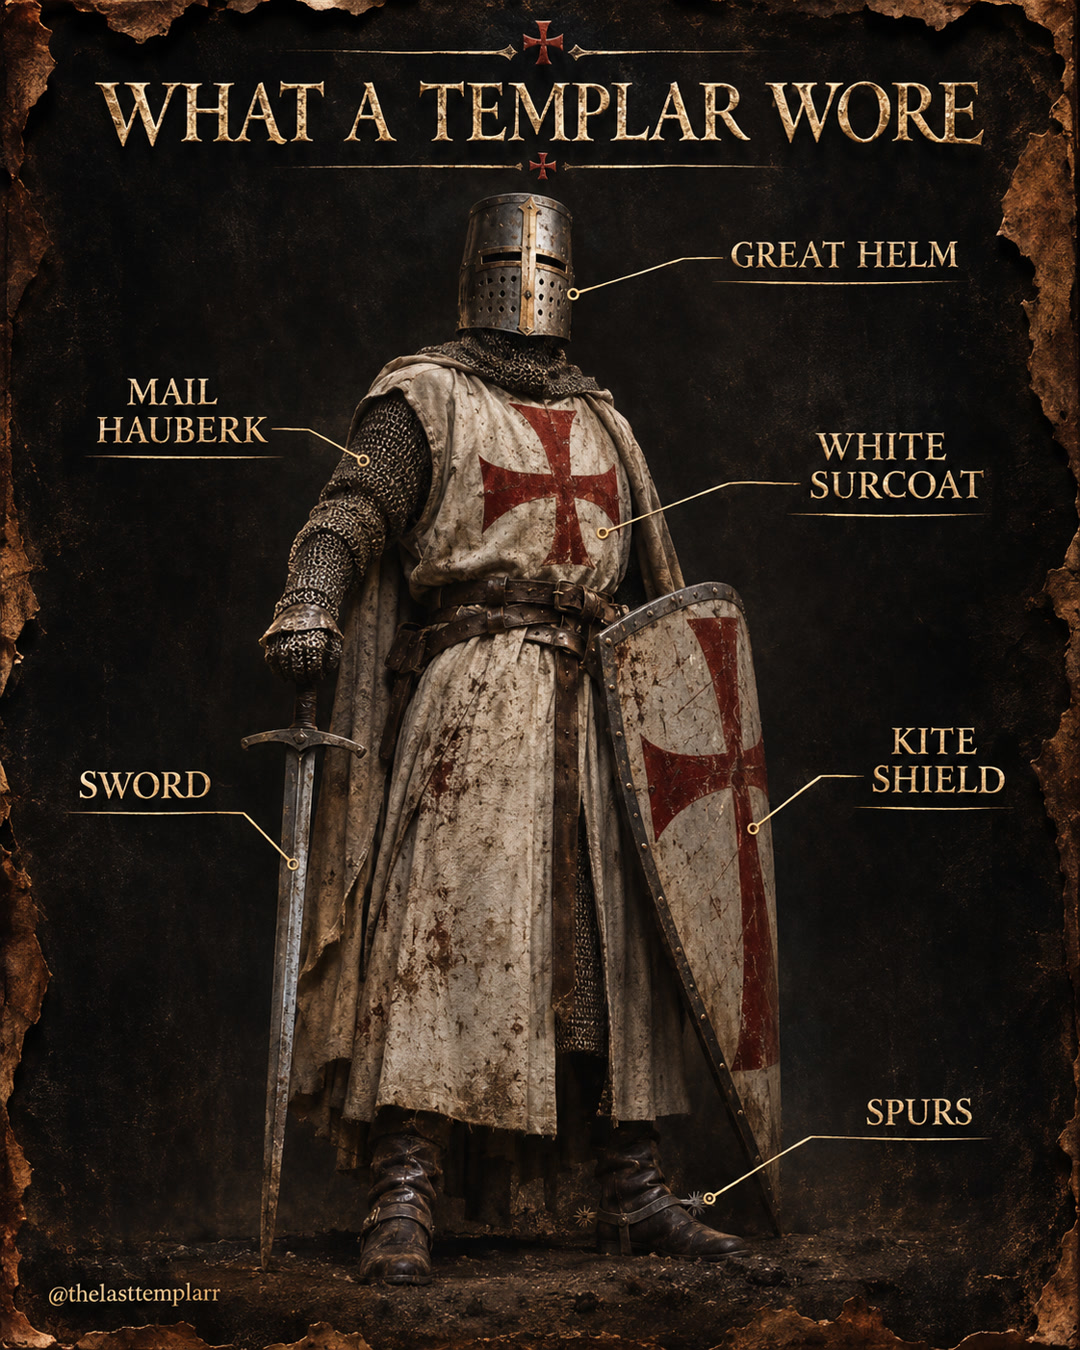 WHAT A TEMPLAR WORE
GREAT HELM
MAIL
HAUBERK
WHITE
SURCOAT
KITE
SHIELD
SWORD
SPURS
@thelasttemplarr